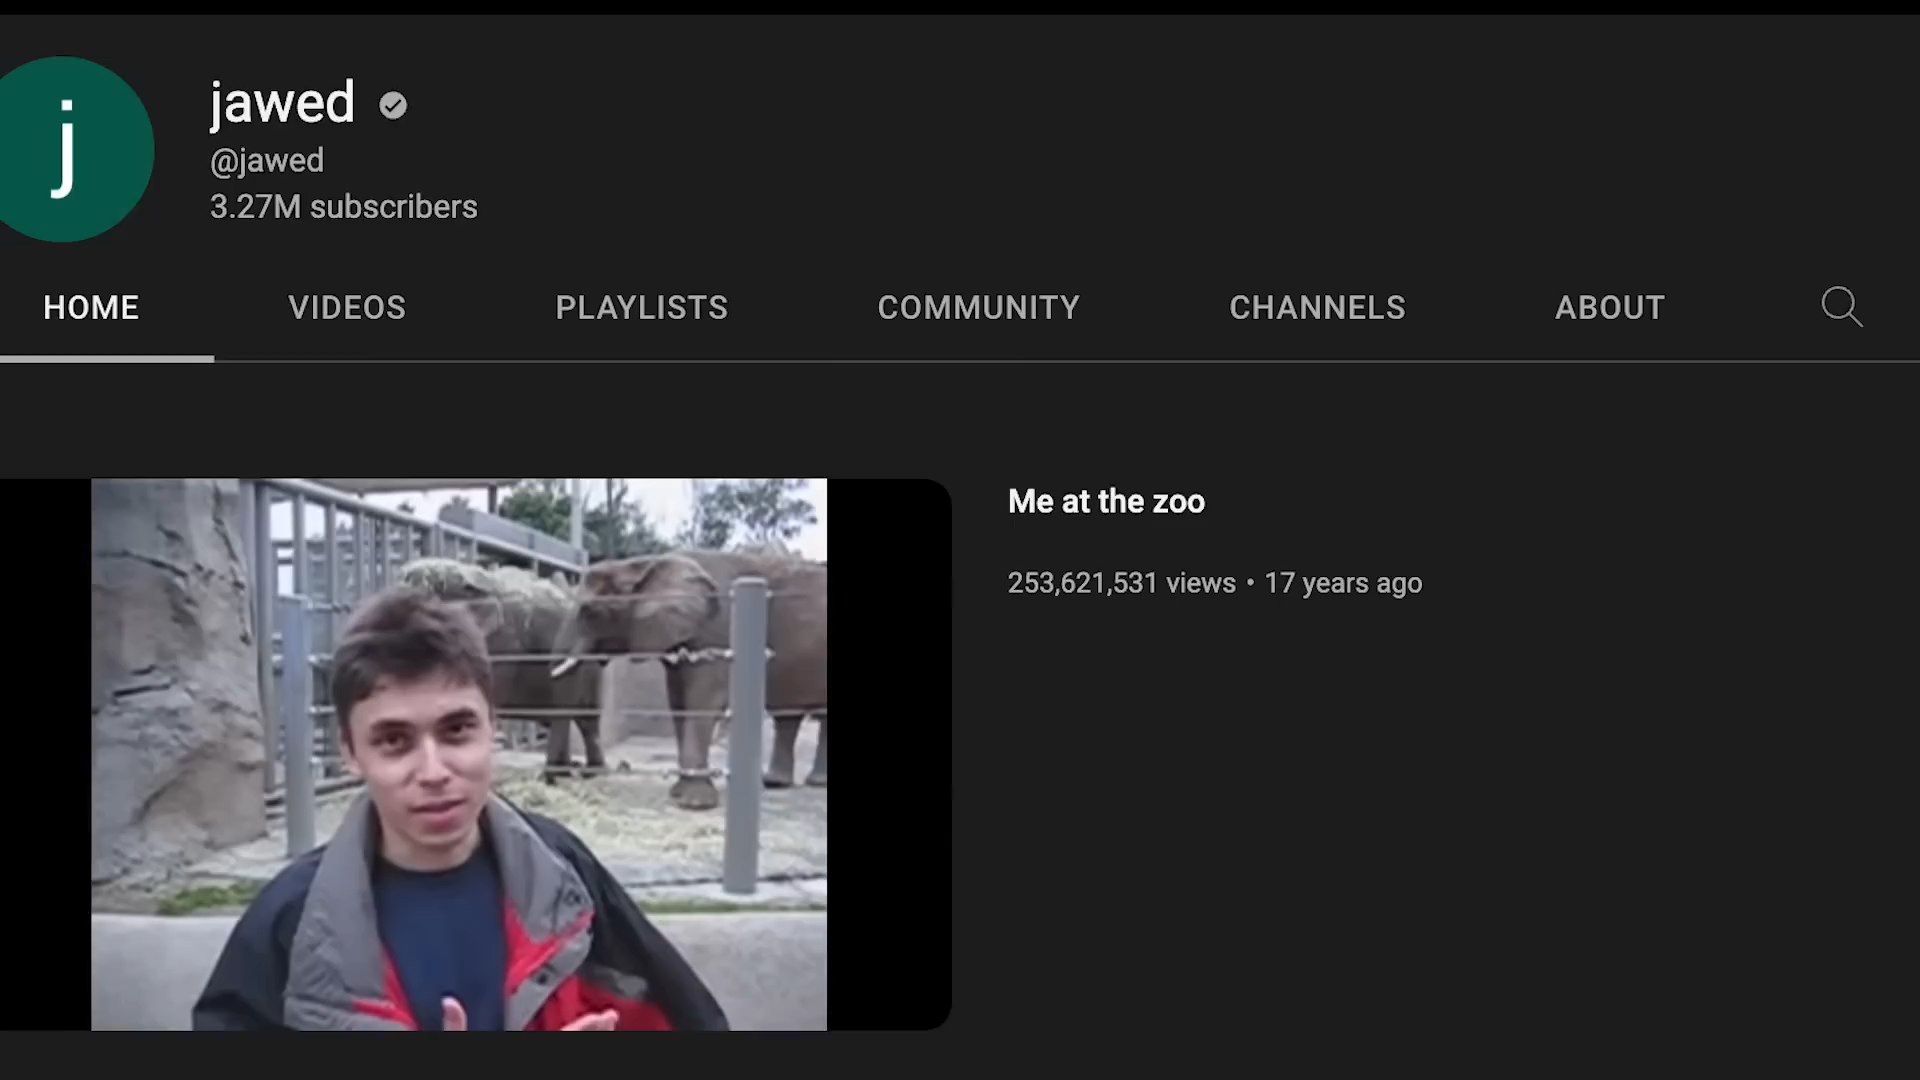 j
jawed
@jawed
3.27M subscribers
HOME VIDEOS PLAYLISTS COMMUNITY CHANNELS ABOUT
Me at the zoo
253,621,531 views • 17 years ago